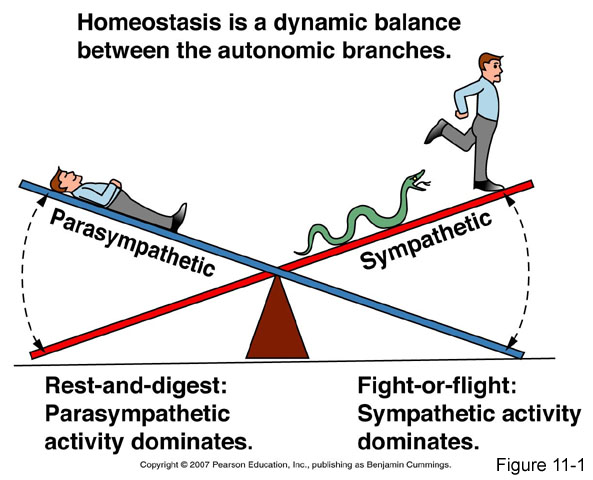 Homeostasis is a dynamic balance
between the autonomic branches.
Parasympathetic
Sympathetic
Rest-and-digest:
Parasympathetic
activity dominates.
Fight-or-flight:
Sympathetic activity
dominates.
Copyright © 2007 Pearson Education, Inc., publishing as Benjamin Cummings.
Figure 11-1